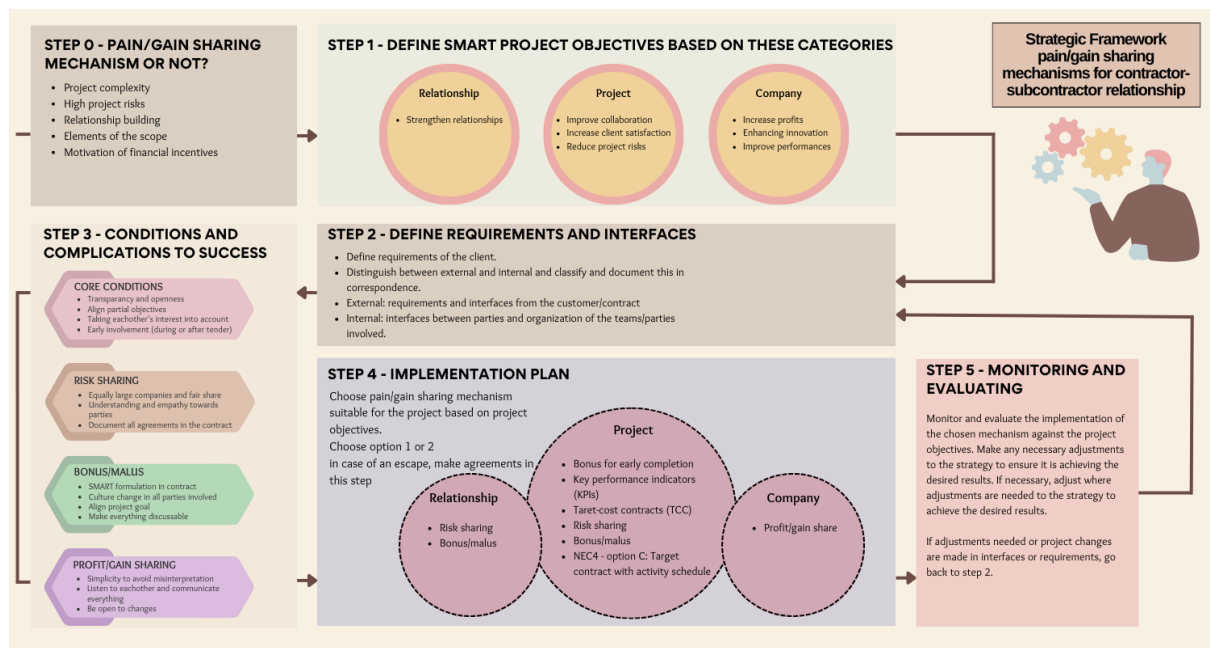 STEP 0 - PAIN/GAIN SHARING
MECHANISM OR NOT?
• Project complexity
• High project risks
• Relationship building
• Elements of the scope
• Motivation of financial incentives
STEP 1 - DEFINE SMART PROJECT OBJECTIVES BASED ON THESE CATEGORIES
Relationship
• Strengthen relationships
Project
• Improve collaboration
• Increase client satisfaction
• Reduce project risks
Company
• Increase profits
• Enhancing innovation
• Improve performances
Strategic Framework
pain/gain sharing
mechanisms for contractor-
subcontractor relationship
STEP 2 - DEFINE REQUIREMENTS AND INTERFACES
• Define requirements of the client.
• Distinguish between external and internal and classify and document this in
correspondence.
• External: requirements and interfaces from the customer/contract
• Internal: interfaces between parties and organization of the teams/parties
involved.
STEP 3 - CONDITIONS AND
COMPLICATIONS TO SUCCESS
CORE CONDITIONS
• Transparancy and openness
• Align partial objectives
• Taking eachother's interest into account
• Early involvement (during or after tender)
RISK SHARING
• Equally large companies and fair share
• Understanding and empathy towards
parties
• Document all agreements in the contract
BONUS/MALUS
• SMART formulation in contract
• Culture change in all parties involved
• Align project goal
• Make everything discussable
PROFIT/GAIN SHARING
• Simplicity to avoid misinterpretation
• Listen to eachother and communicate
everything
• Be open to changes
STEP 4 - IMPLEMENTATION PLAN
Choose pain/gain sharing mechanism
suitable for the project based on project
objectives.
Choose option 1 or 2
in case of an escape, make agreements in
this step
Relationship
• Risk sharing
• Bonus/malus
Project
• Bonus for early completion
• Key performance indicators
(KPIs)
• Taret-cost contracts (TCC)
• Risk sharing
• Bonus/malus
• NEC4 - option C: Target
contract with activity schedule
Company
• Profit/gain share
STEP 5 - MONITORING AND
EVALUATING
Monitor and evaluate the implementation of
the chosen mechanism against the project
objectives. Make any necessary adjustments
to the strategy to ensure it is achieving the
desired results. If necessary, adjust where
adjustments are needed to the strategy to
achieve the desired results.
If adjustments needed or project changes
are made in interfaces or requirements, go
back to step 2.